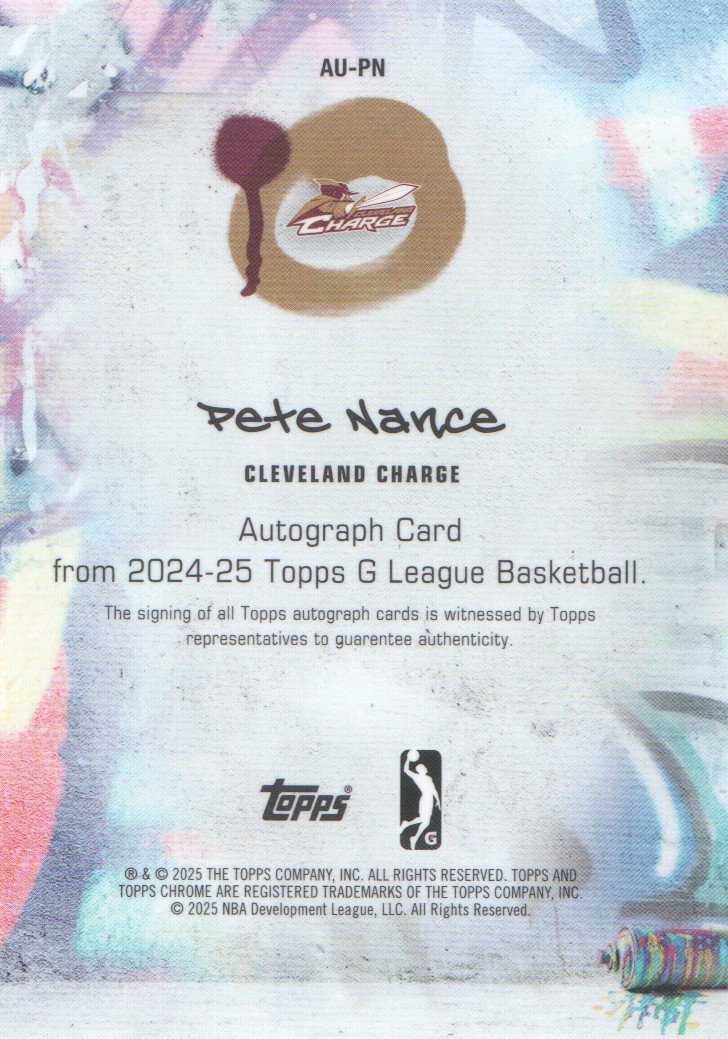 AU-PN
CLEVELAND
CHARGE
Pete Nance
CLEVELAND CHARGE
Autograph Card
from 2024-25 Topps G League Basketball.
The signing of all Topps autograph cards is witnessed by Topps
representatives to guarentee authenticity.
Topps®
G
® & © 2025 THE TOPPS COMPANY, INC. ALL RIGHTS RESERVED. TOPPS AND
TOPPS CHROME ARE REGISTERED TRADEMARKS OF THE TOPPS COMPANY, INC.
© 2025 NBA Development League, LLC. All Rights Reserved.